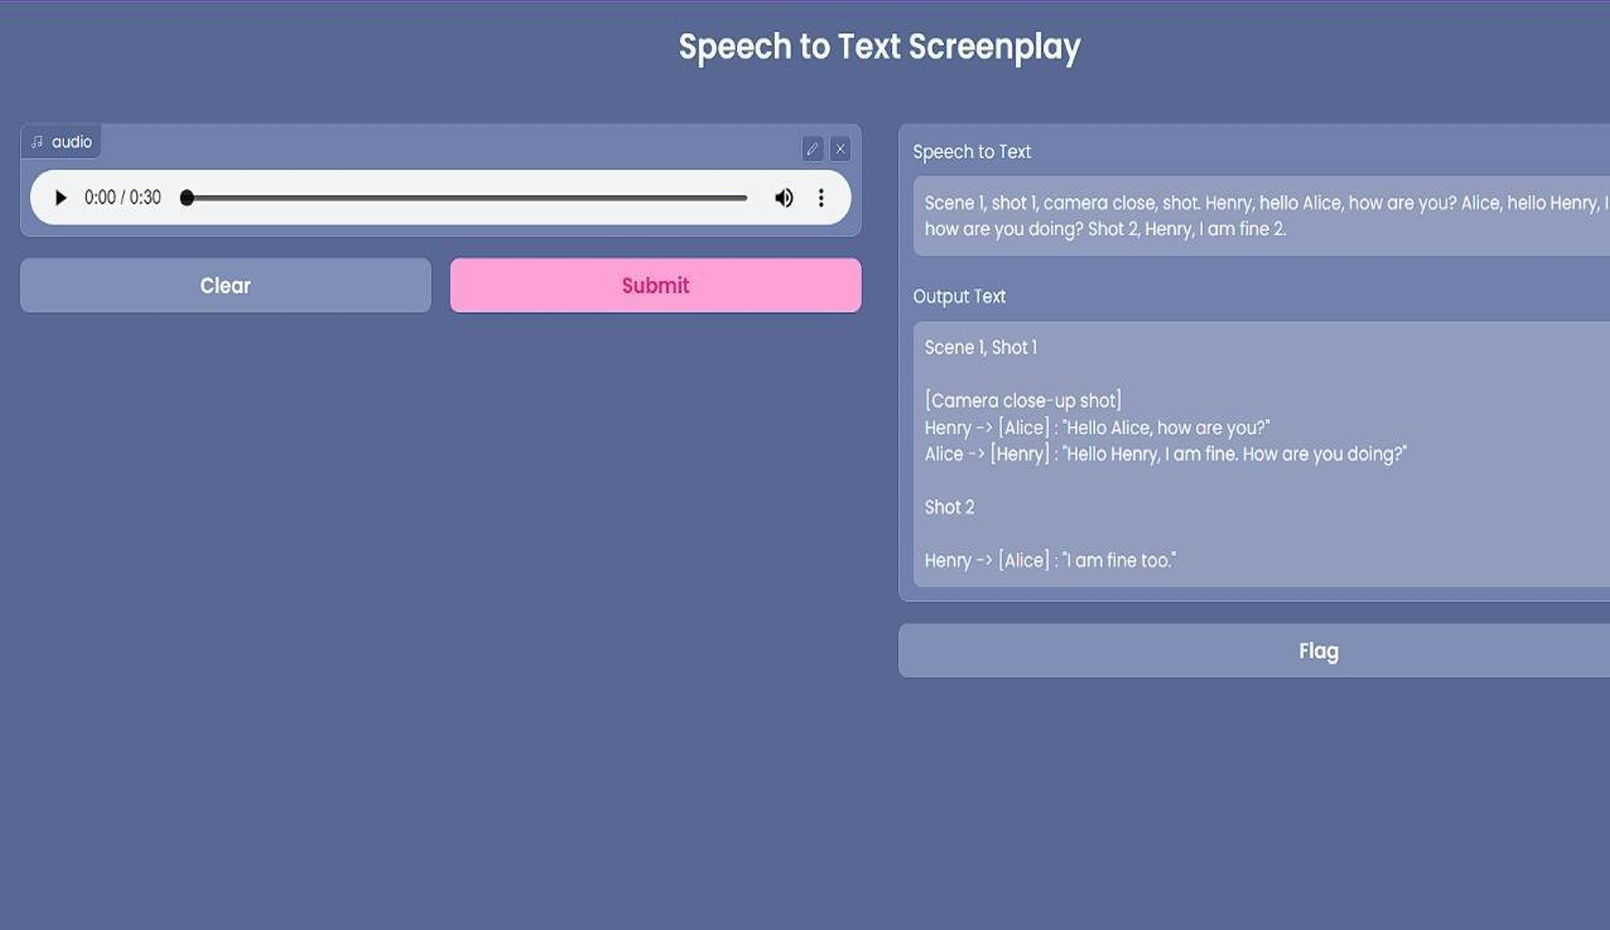 Speech to Text Screenplay
audio
0:00 / 0:30
Clear
Submit
Speech to Text
Scene 1, shot 1, camera close, shot. Henry, hello Alice, how are you? Alice, hello Henry, I
how are you doing? Shot 2, Henry, I am fine 2.
Output Text
Scene 1, Shot 1
[Camera close-up shot]
Henry -> [Alice] : "Hello Alice, how are you?"
Alice -> [Henry] : "Hello Henry, I am fine. How are you doing?"
Shot 2
Henry -> [Alice] : "I am fine too."
Flag